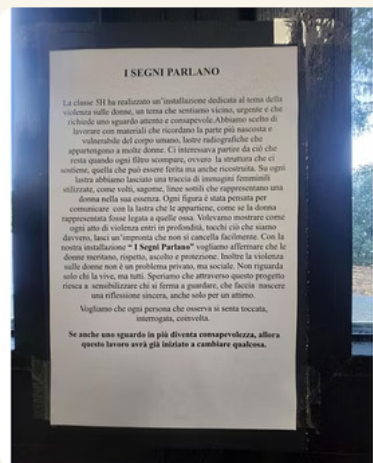 I SEGNI PARLANO
La classe 5H ha realizzato un'installazione dedicata al tema della
violenza sulle donne, un tema che sentiamo vicino, urgente e che
richiede uno sguardo attento e consapevole.Abbiamo scelto di
lavorare con materiali che ricordano la parte più nascosta e
vulnerabile del corpo umano, lastre radiografiche che
appartengono a molte donne. Ci interessava partire da ciò che
resta quando ogni filtro scompare, ovvero la struttura che ci
sostiene, quella che può essere ferita ma anche ricostruita. Su ogni
lastra abbiamo lasciato una traccia di immagini femminili
stilizzate, come volti, sagome, linee sottili che rappresentano una
donna nella sua essenza. Ogni figura è stata pensata per
comunicare con la lastra che le appartiene, come se la donna
rappresentata fosse legata a quelle ossa. Volevamo mostrare come
ogni atto di violenza entri in profondità, tocchi ciò che siamo
davvero, lasci un'impronta che non si cancella facilmente. Con la
nostra installazione “ I Segni Parlano” vogliamo affermare che le
donne meritano, rispetto, ascolto e protezione. Inoltre la violenza
sulle donne non è un problema privato, ma sociale. Non riguarda
solo chi la vive, ma tutti. Speriamo che attraverso questo progetto
riesca a sensibilizzare chi si ferma a guardare, che faccia nascere
una riflessione sincera, anche solo per un attimo.
Vogliamo che ogni persona che osserva si senta toccata,
interrogata, coinvolta.
Se anche uno sguardo in più diventa consapevolezza, allora
questo lavoro avrà già iniziato a cambiare qualcosa.